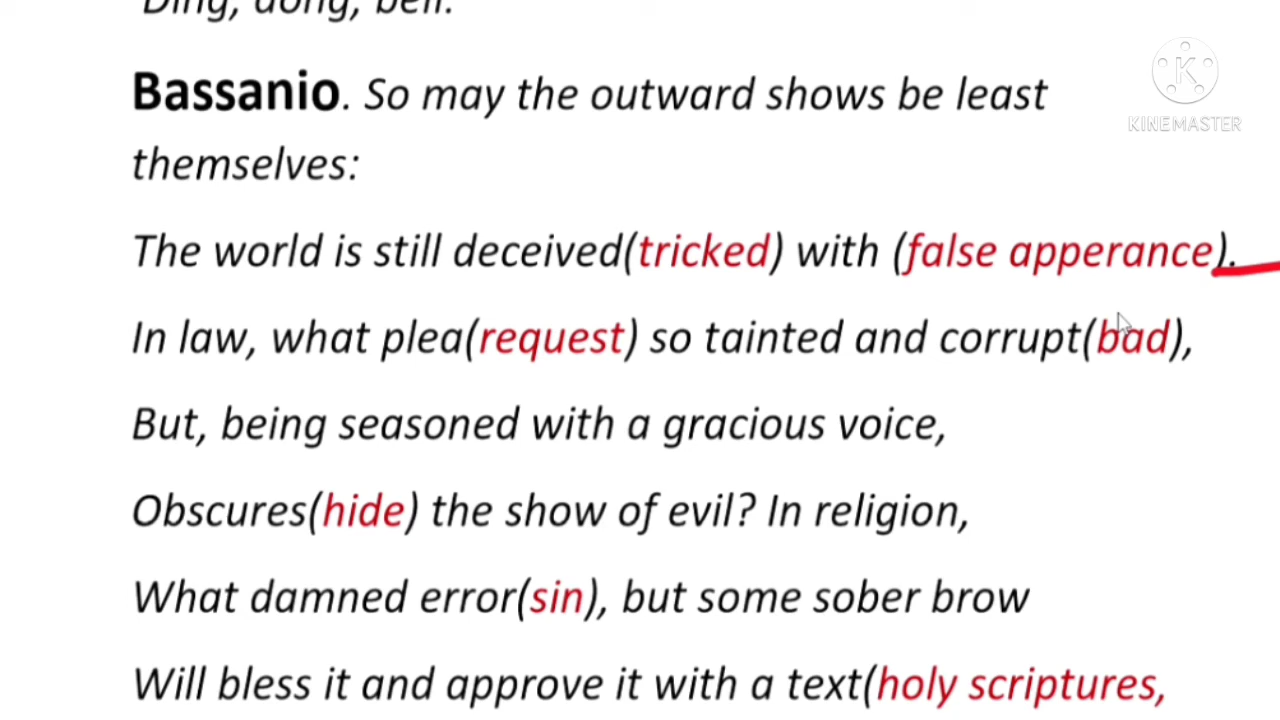 Ding, dong, bell.
Bassanio. So may the outward shows be least
themselves:
The world is still deceived(tricked) with (false apperance).
In law, what plea(request) so tainted and corrupt(bad),
But, being seasoned with a gracious voice,
Obscures(hide) the show of evil? In religion,
What damned error(sin), but some sober brow
Will bless it and approve it with a text(holy scriptures,
K
KINEMASTER